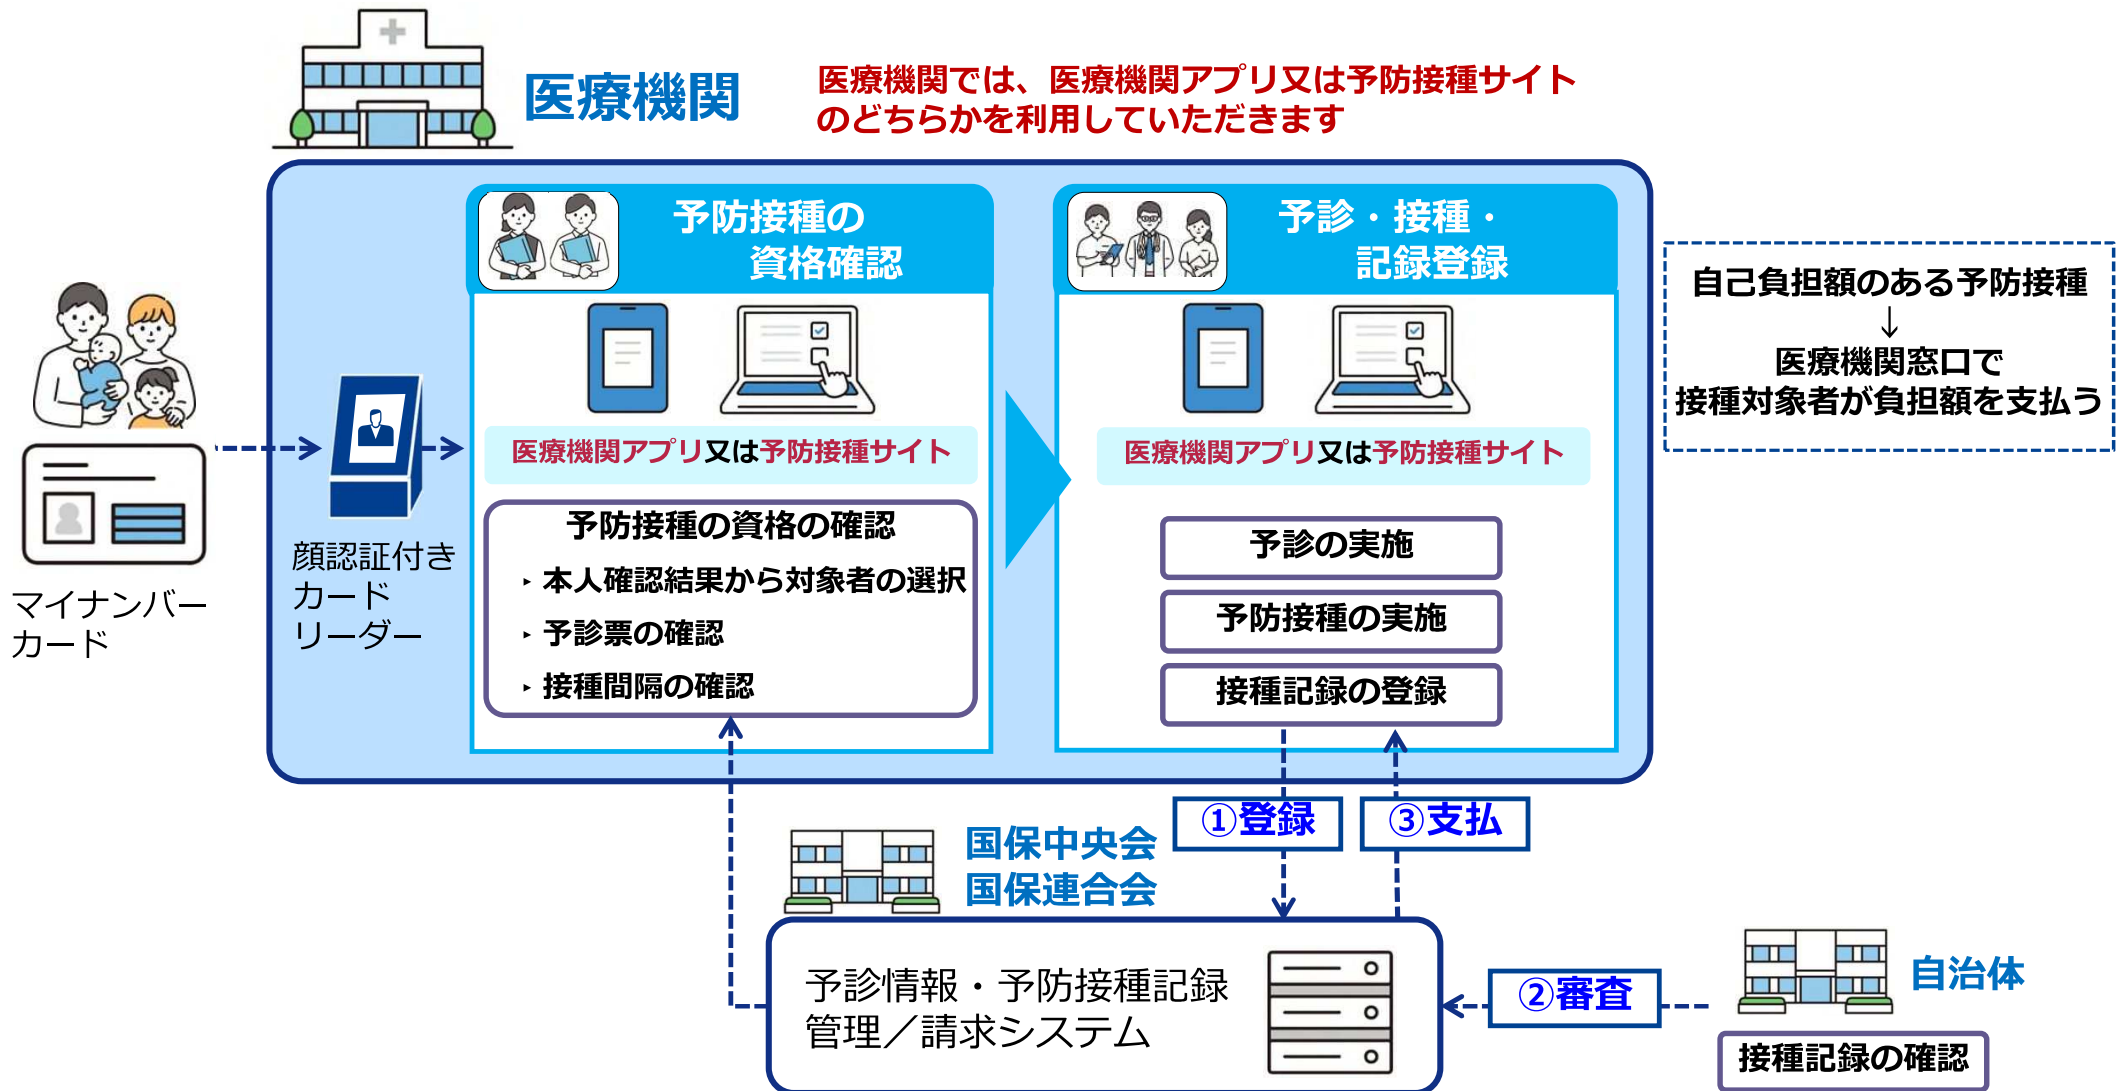 医療機関
医療機関では、医療機関アプリ又は予防接種サイト
のどちらかを利用していただきます
予防接種の
資格確認
予診・接種・
記録登録
自己負担額のある予防接種
↓
医療機関窓口で
接種対象者が負担額を支払う
マイナンバー
カード
顔認証付き
カード
リーダー
医療機関アプリ又は予防接種サイト
予防接種の資格の確認
‣ 本人確認結果から対象者の選択
‣ 予診票の確認
‣ 接種間隔の確認
医療機関アプリ又は予防接種サイト
予診の実施
予防接種の実施
接種記録の登録
①登録
③支払
国保中央会
国保連合会
予診情報・予防接種記録
管理／請求システム
②審査
自治体
接種記録の確認